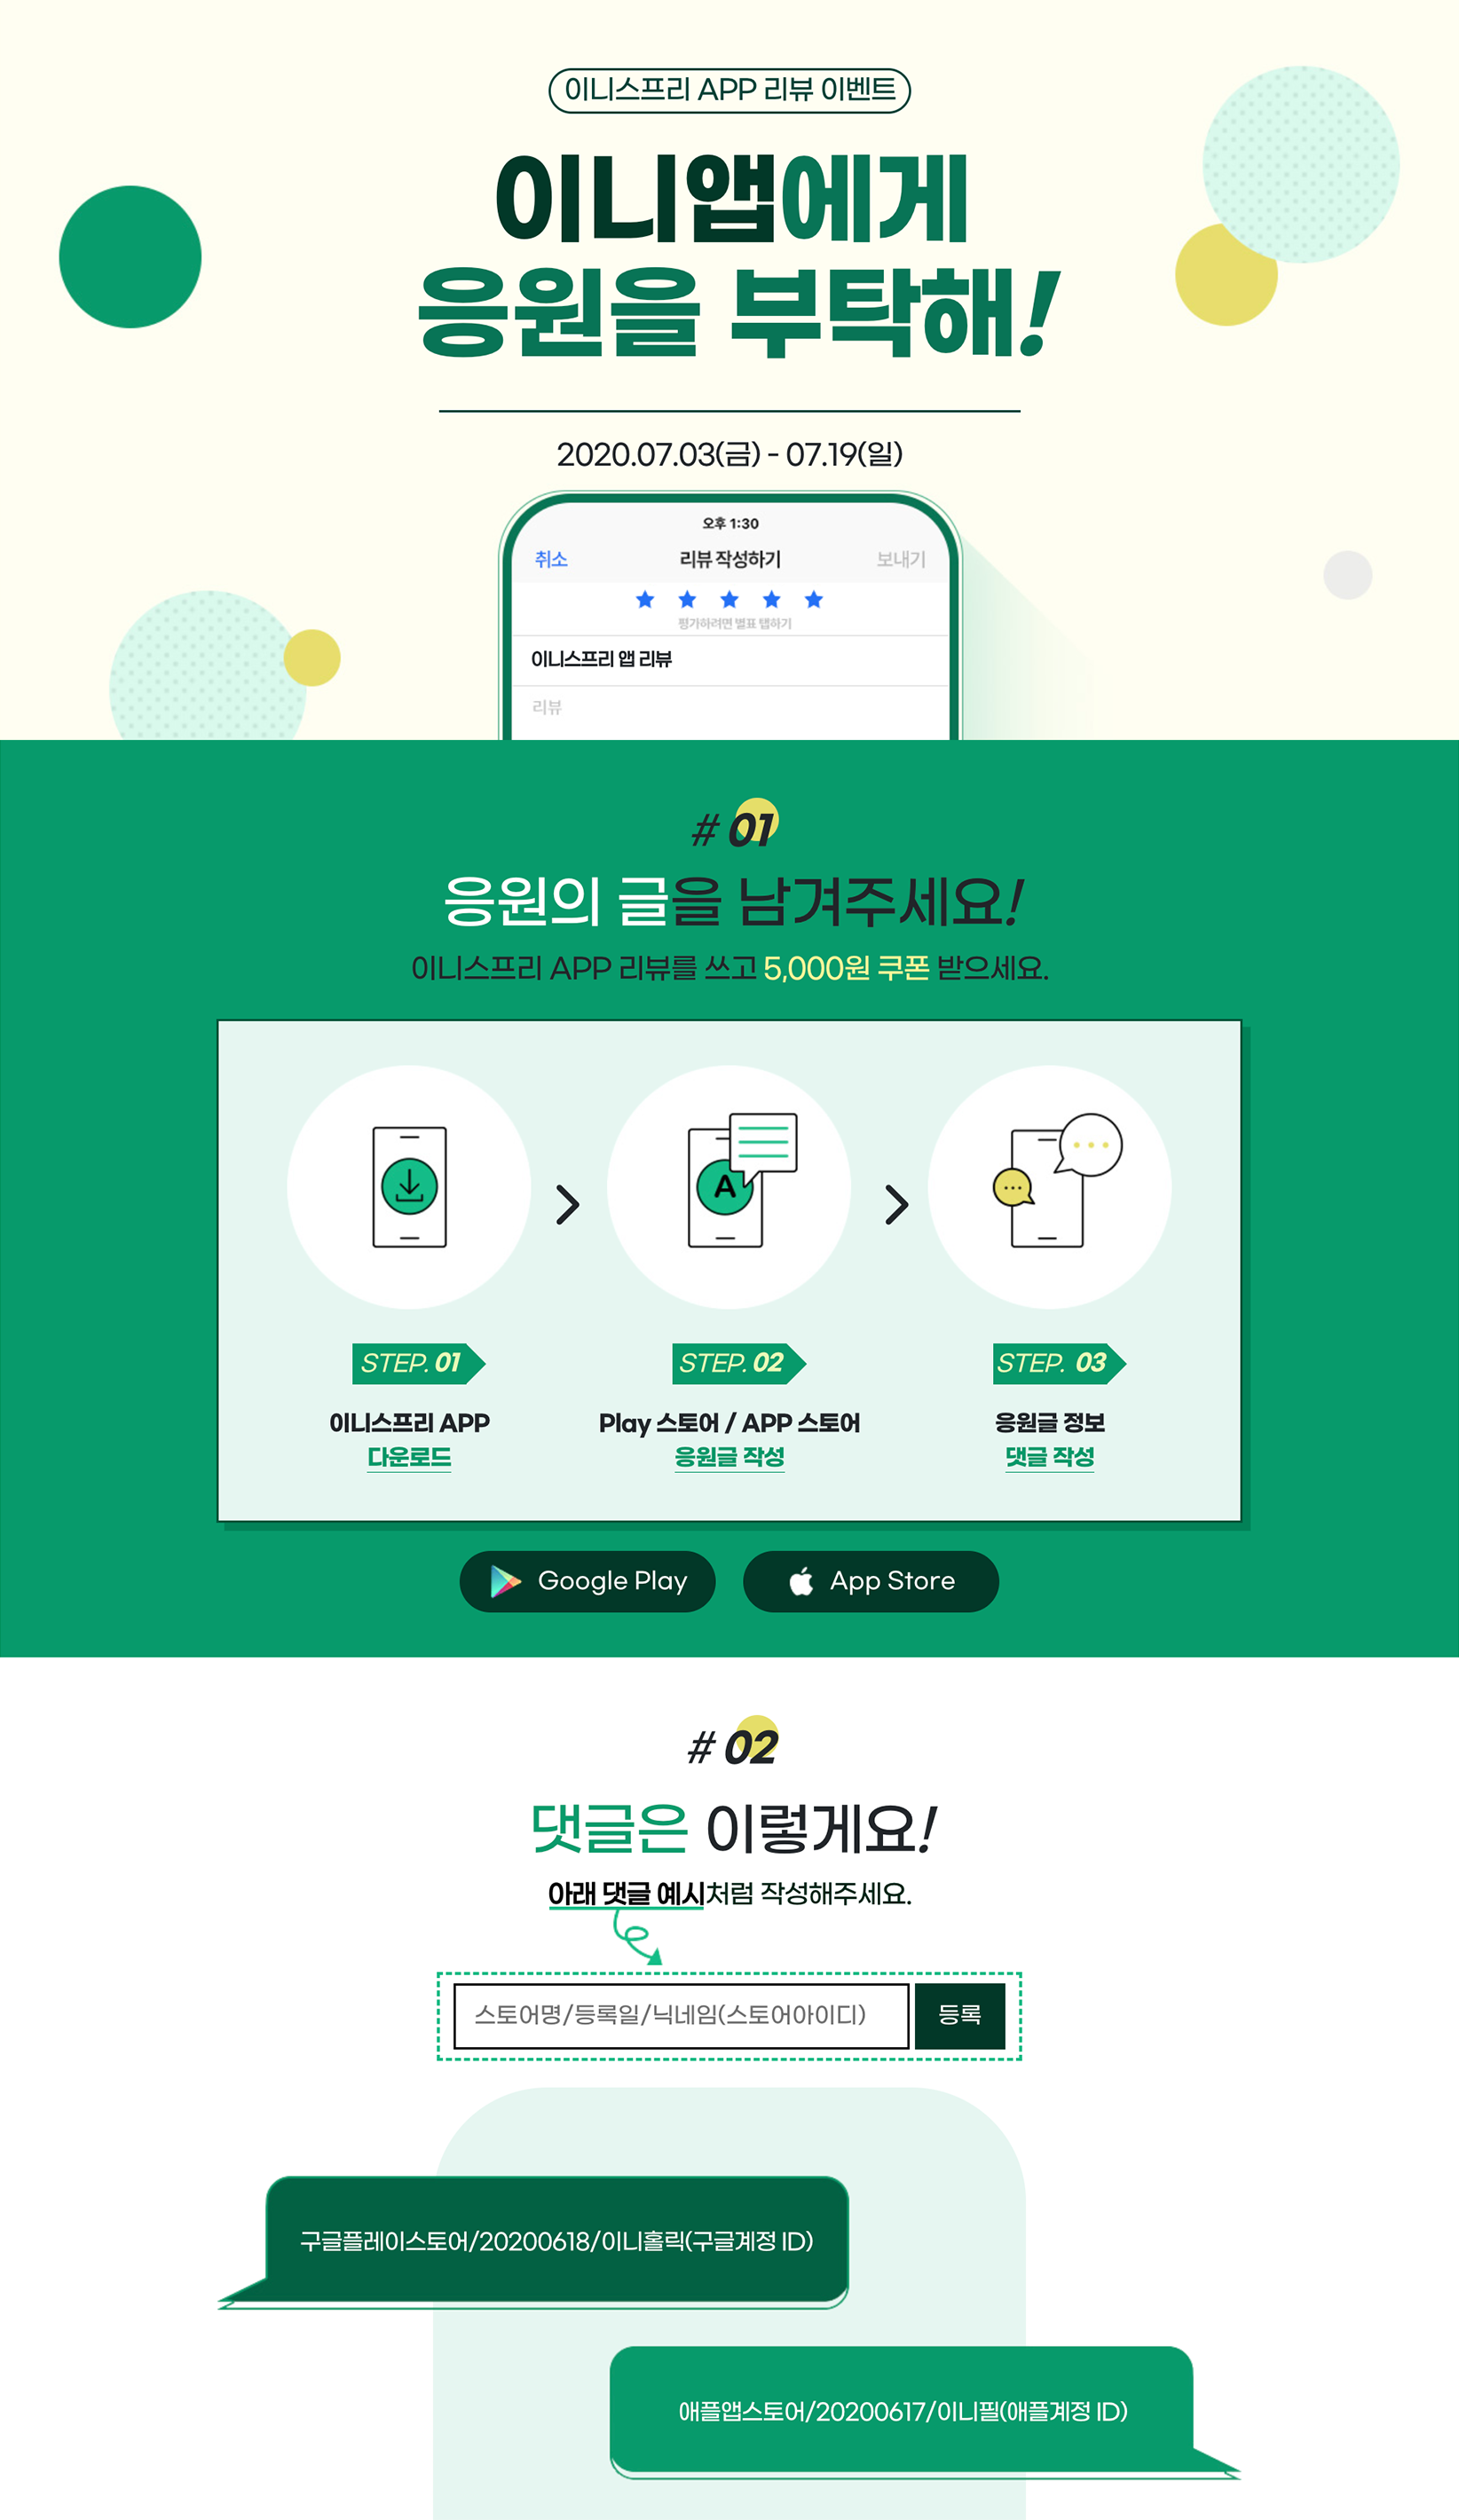 이니스프리 APP 리뷰 이벤트
이니앱에게
응원을 부탁해!
2020.07.03(금) - 07.19(일)
오후 1:30
취소 리뷰 작성하기 보내기
평가하려면 별표 탭하기
이니스프리 앱 리뷰
리뷰
# 01
응원의 글을 남겨주세요!
이니스프리 APP 리뷰를 쓰고 5,000원 쿠폰 받으세요.
A
STEP. 01
이니스프리 APP
다운로드
STEP. 02
Play 스토어 / APP 스토어
응원글 작성
STEP. 03
응원글 정보
댓글 작성
Google Play
App Store
# 02
댓글은 이렇게요!
아래 댓글 예시처럼 작성해주세요.
스토어명/등록일/닉네임(스토어아이디) 등록
구글플레이스토어/20200618/이니홀릭(구글계정 ID)
애플앱스토어/20200617/이니필(애플계정 ID)